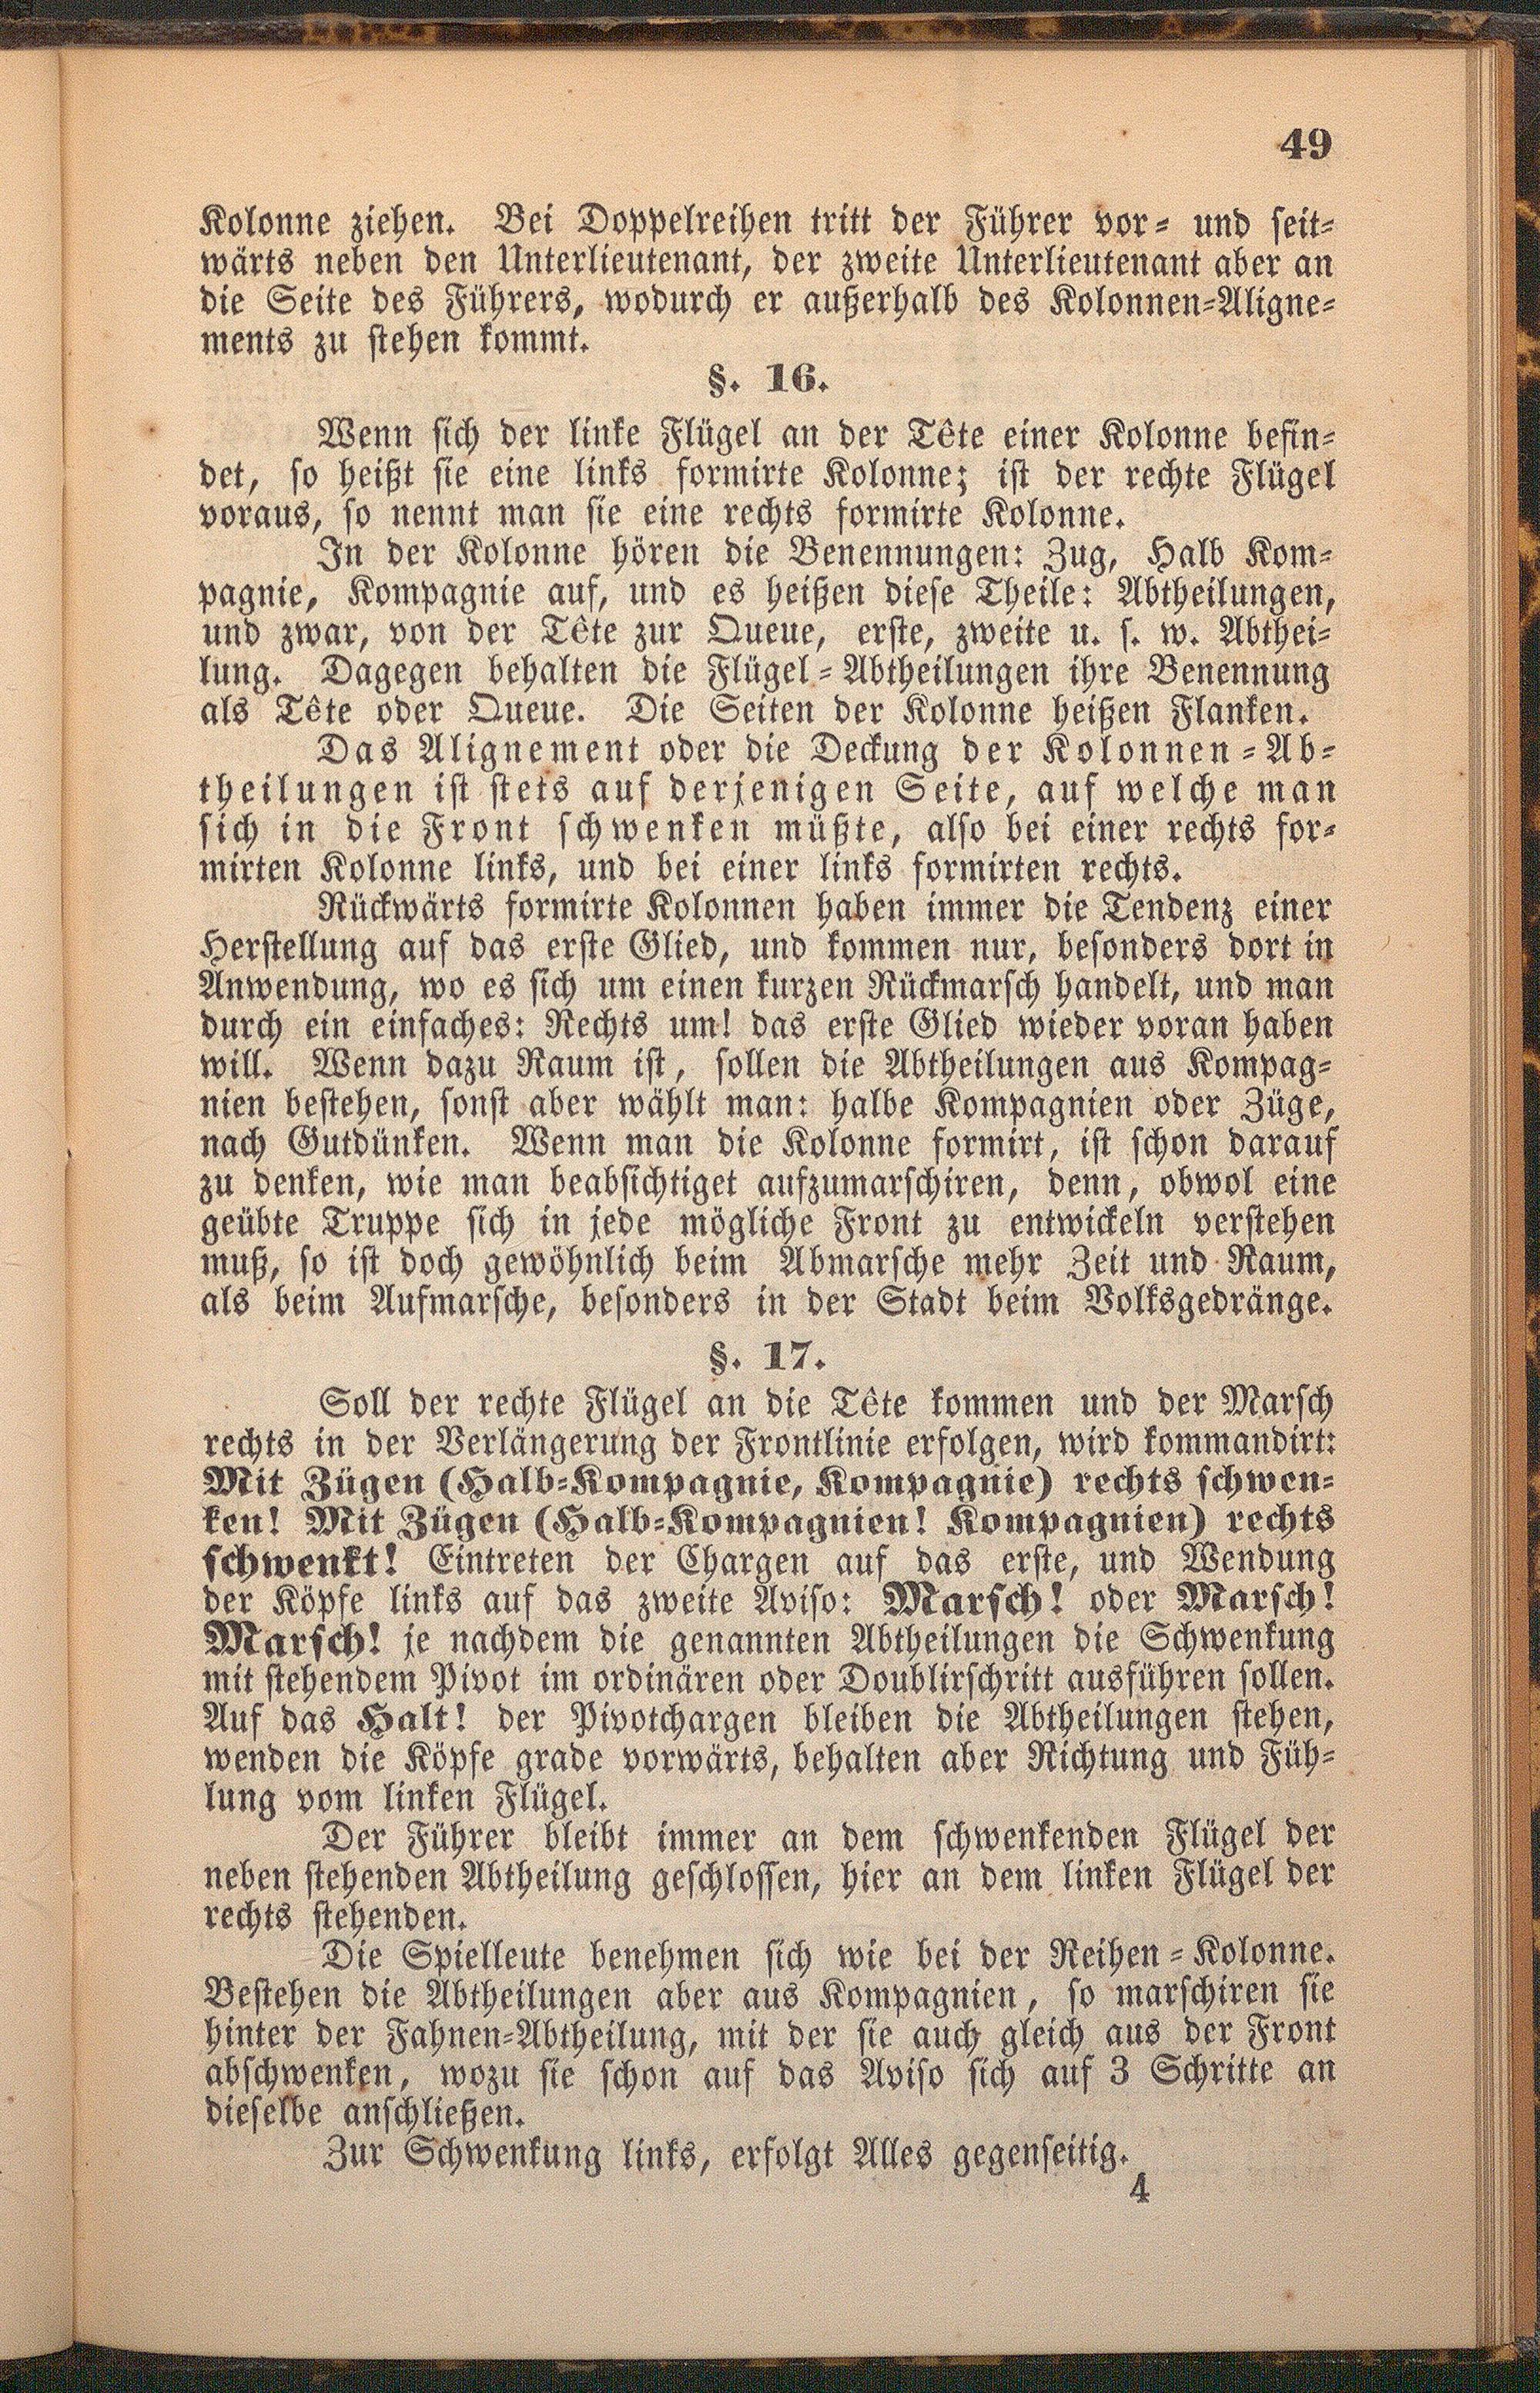 49
Kolonne ziehen. Bei Doppelreihen tritt der Führer vor- und seit-
wärts neben den Unterlieutenant, der zweite Unterlieutenant aber an
die Seite des Führers, wodurch er außerhalb des Kolonnen-Aligne-
ments zu stehen kommt.
§. 16.
Wenn sich der linke Flügel an der Tête einer Kolonne befin-
det, so heißt sie eine links formirte Kolonne; ist der rechte Flügel
voraus, so nennt man sie eine rechts formirte Kolonne.
In der Kolonne hören die Benennungen: Zug, Halb Kom-
pagnie, Kompagnie auf, und es heißen diese Theile: Abtheilungen,
und zwar, von der Tête zur Queue, erste, zweite u. s. w. Abthei-
lung. Dagegen behalten die Flügel-Abtheilungen ihre Benennung
als Tête oder Queue. Die Seiten der Kolonne heißen Flanken.
Das Alignement oder die Deckung der Kolonnen-Ab-
theilungen ist stets auf derjenigen Seite, auf welche man
sich in die Front schwenken müßte, also bei einer rechts for-
mirten Kolonne links, und bei einer links formirten rechts.
Rückwärts formirte Kolonnen haben immer die Tendenz einer
Herstellung auf das erste Glied, und kommen nur, besonders dort in
Anwendung, wo es sich um einen kurzen Rückmarsch handelt, und man
durch ein einfaches: Rechts um! das erste Glied wieder voran haben
will. Wenn dazu Raum ist, sollen die Abtheilungen aus Kompag-
nien bestehen, sonst aber wählt man: halbe Kompagnien oder Züge,
nach Gutdünken. Wenn man die Kolonne formirt, ist schon darauf
zu denken, wie man beabsichtiget aufzumarschiren, denn, obwol eine
geübte Truppe sich in jede mögliche Front zu entwickeln verstehen
muß, so ist doch gewöhnlich beim Abmarsche mehr Zeit und Raum,
als beim Aufmarsche, besonders in der Stadt beim Volksgedränge.
§. 17.
Soll der rechte Flügel an die Tête kommen und der Marsch
rechts in der Verlängerung der Frontlinie erfolgen, wird kommandirt:
Mit Zügen (Halb-Kompagnie, Kompagnie) rechts schwen-
ken! Mit Zügen (Halb-Kompagnien! Kompagnien) rechts
schwenkt! Eintreten der Chargen auf das erste, und Wendung
der Köpfe links auf das zweite Aviso: Marsch! oder Marsch!
Marsch! je nachdem die genannten Abtheilungen die Schwenkung
mit stehendem Pivot im ordinären oder Doublirschritt ausführen sollen.
Auf das Halt! der Pivotchargen bleiben die Abtheilungen stehen,
wenden die Köpfe grade vorwärts, behalten aber Richtung und Füh-
lung vom linken Flügel.
Der Führer bleibt immer an dem schwenkenden Flügel der
neben stehenden Abtheilung geschlossen, hier an dem linken Flügel der
rechts stehenden.
Die Spielleute benehmen sich wie bei der Reihen-Kolonne.
Bestehen die Abtheilungen aber aus Kompagnien, so marschiren sie
hinter der Fahnen-Abtheilung, mit der sie auch gleich aus der Front
abschwenken, wozu sie schon auf das Aviso sich auf 3 Schritte an
dieselbe anschließen.
Zur Schwenkung links, erfolgt Alles gegenseitig.
4